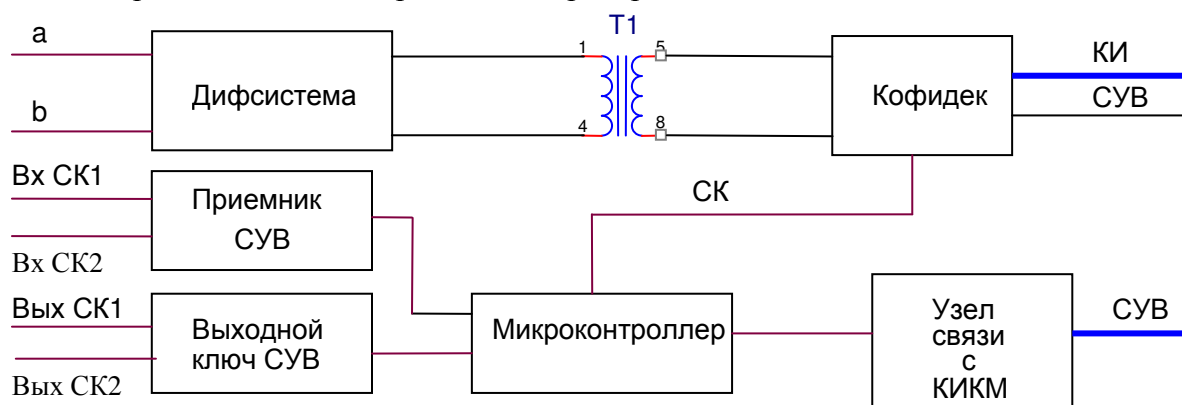 T1
a
b
Дифсистема
1
4
5
8
Кофидек
КИ
СУВ
Вх СК1
Вх СК2
Приемник
СУВ
СК
Вых СК1
Вых СК2
Выходной
ключ СУВ
Микроконтроллер
Узел
связи
с
КИКМ
СУВ